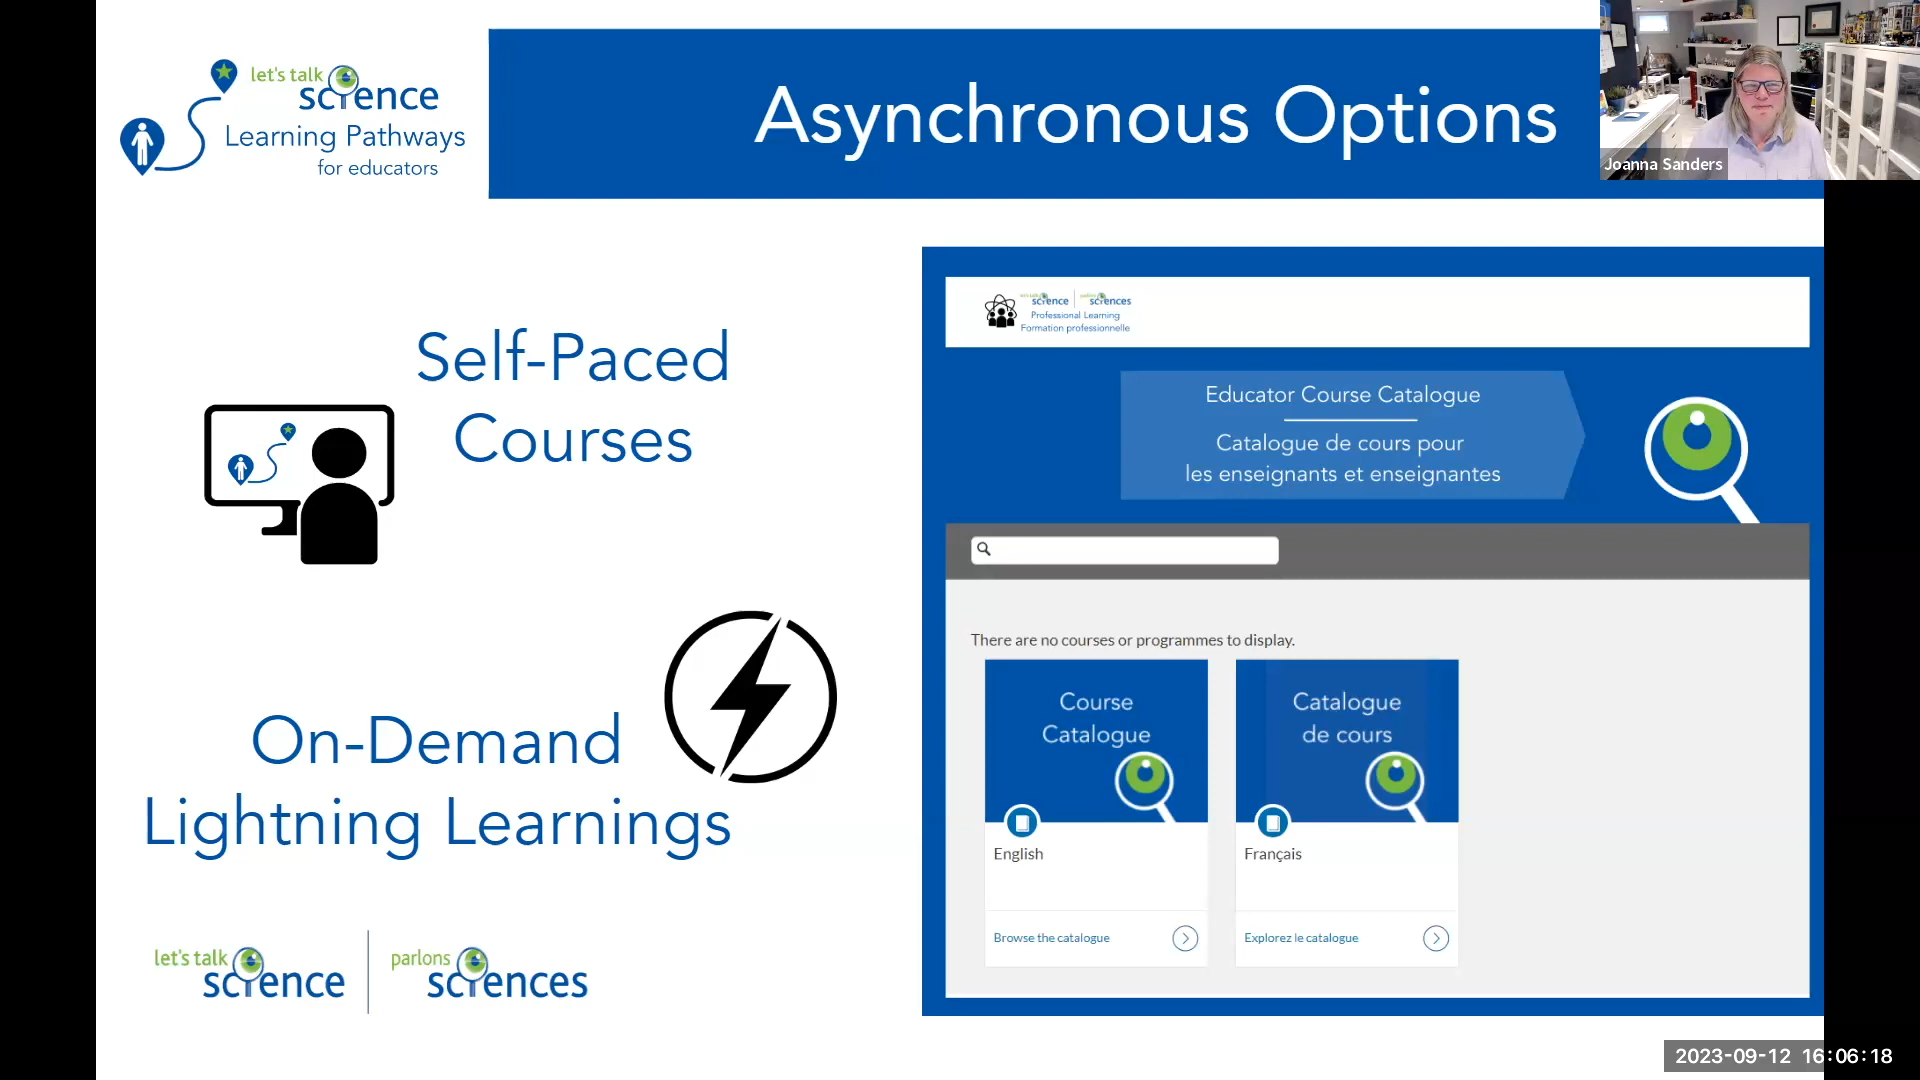 let's talk
science
Learning Pathways
for educators
Asynchronous Options
Joanna Sanders
Self-Paced
Courses
On-Demand
Lightning Learnings
let's talk
science
parlons
sciences
let's talk
science
parlons
sciences
Professional Learning
Formation professionnelle
Educator Course Catalogue
Catalogue de cours pour
les enseignants et enseignantes
There are no courses or programmes to display.
Course
Catalogue
English
Browse the catalogue
Catalogue
de cours
Français
Explorez le catalogue
2023-09-12 16:06:18